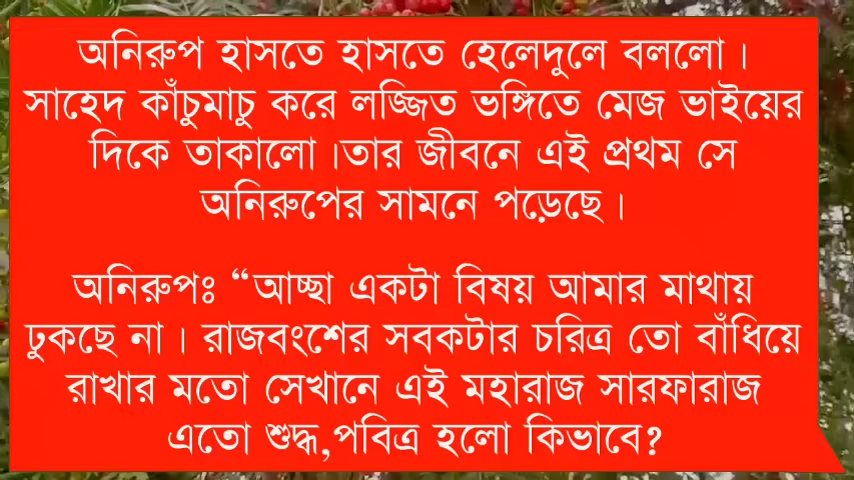 অনিরুপ হাসতে হাসতে হেলেদুলে বললো।
সাহেদ কাঁচুমাচু করে লজ্জিত ভঙ্গিতে মেজ ভাইয়ের
দিকে তাকালো।তার জীবনে এই প্রথম সে
অনিরুপের সামনে পড়েছে।
অনিরুপঃ “আচ্ছা একটা বিষয় আমার মাথায়
ঢুকছে না। রাজবংশের সবকটার চরিত্র তো বাঁধিয়ে
রাখার মতো সেখানে এই মহারাজ সারফারাজ
এতো শুদ্ধ,পবিত্র হলো কিভাবে?